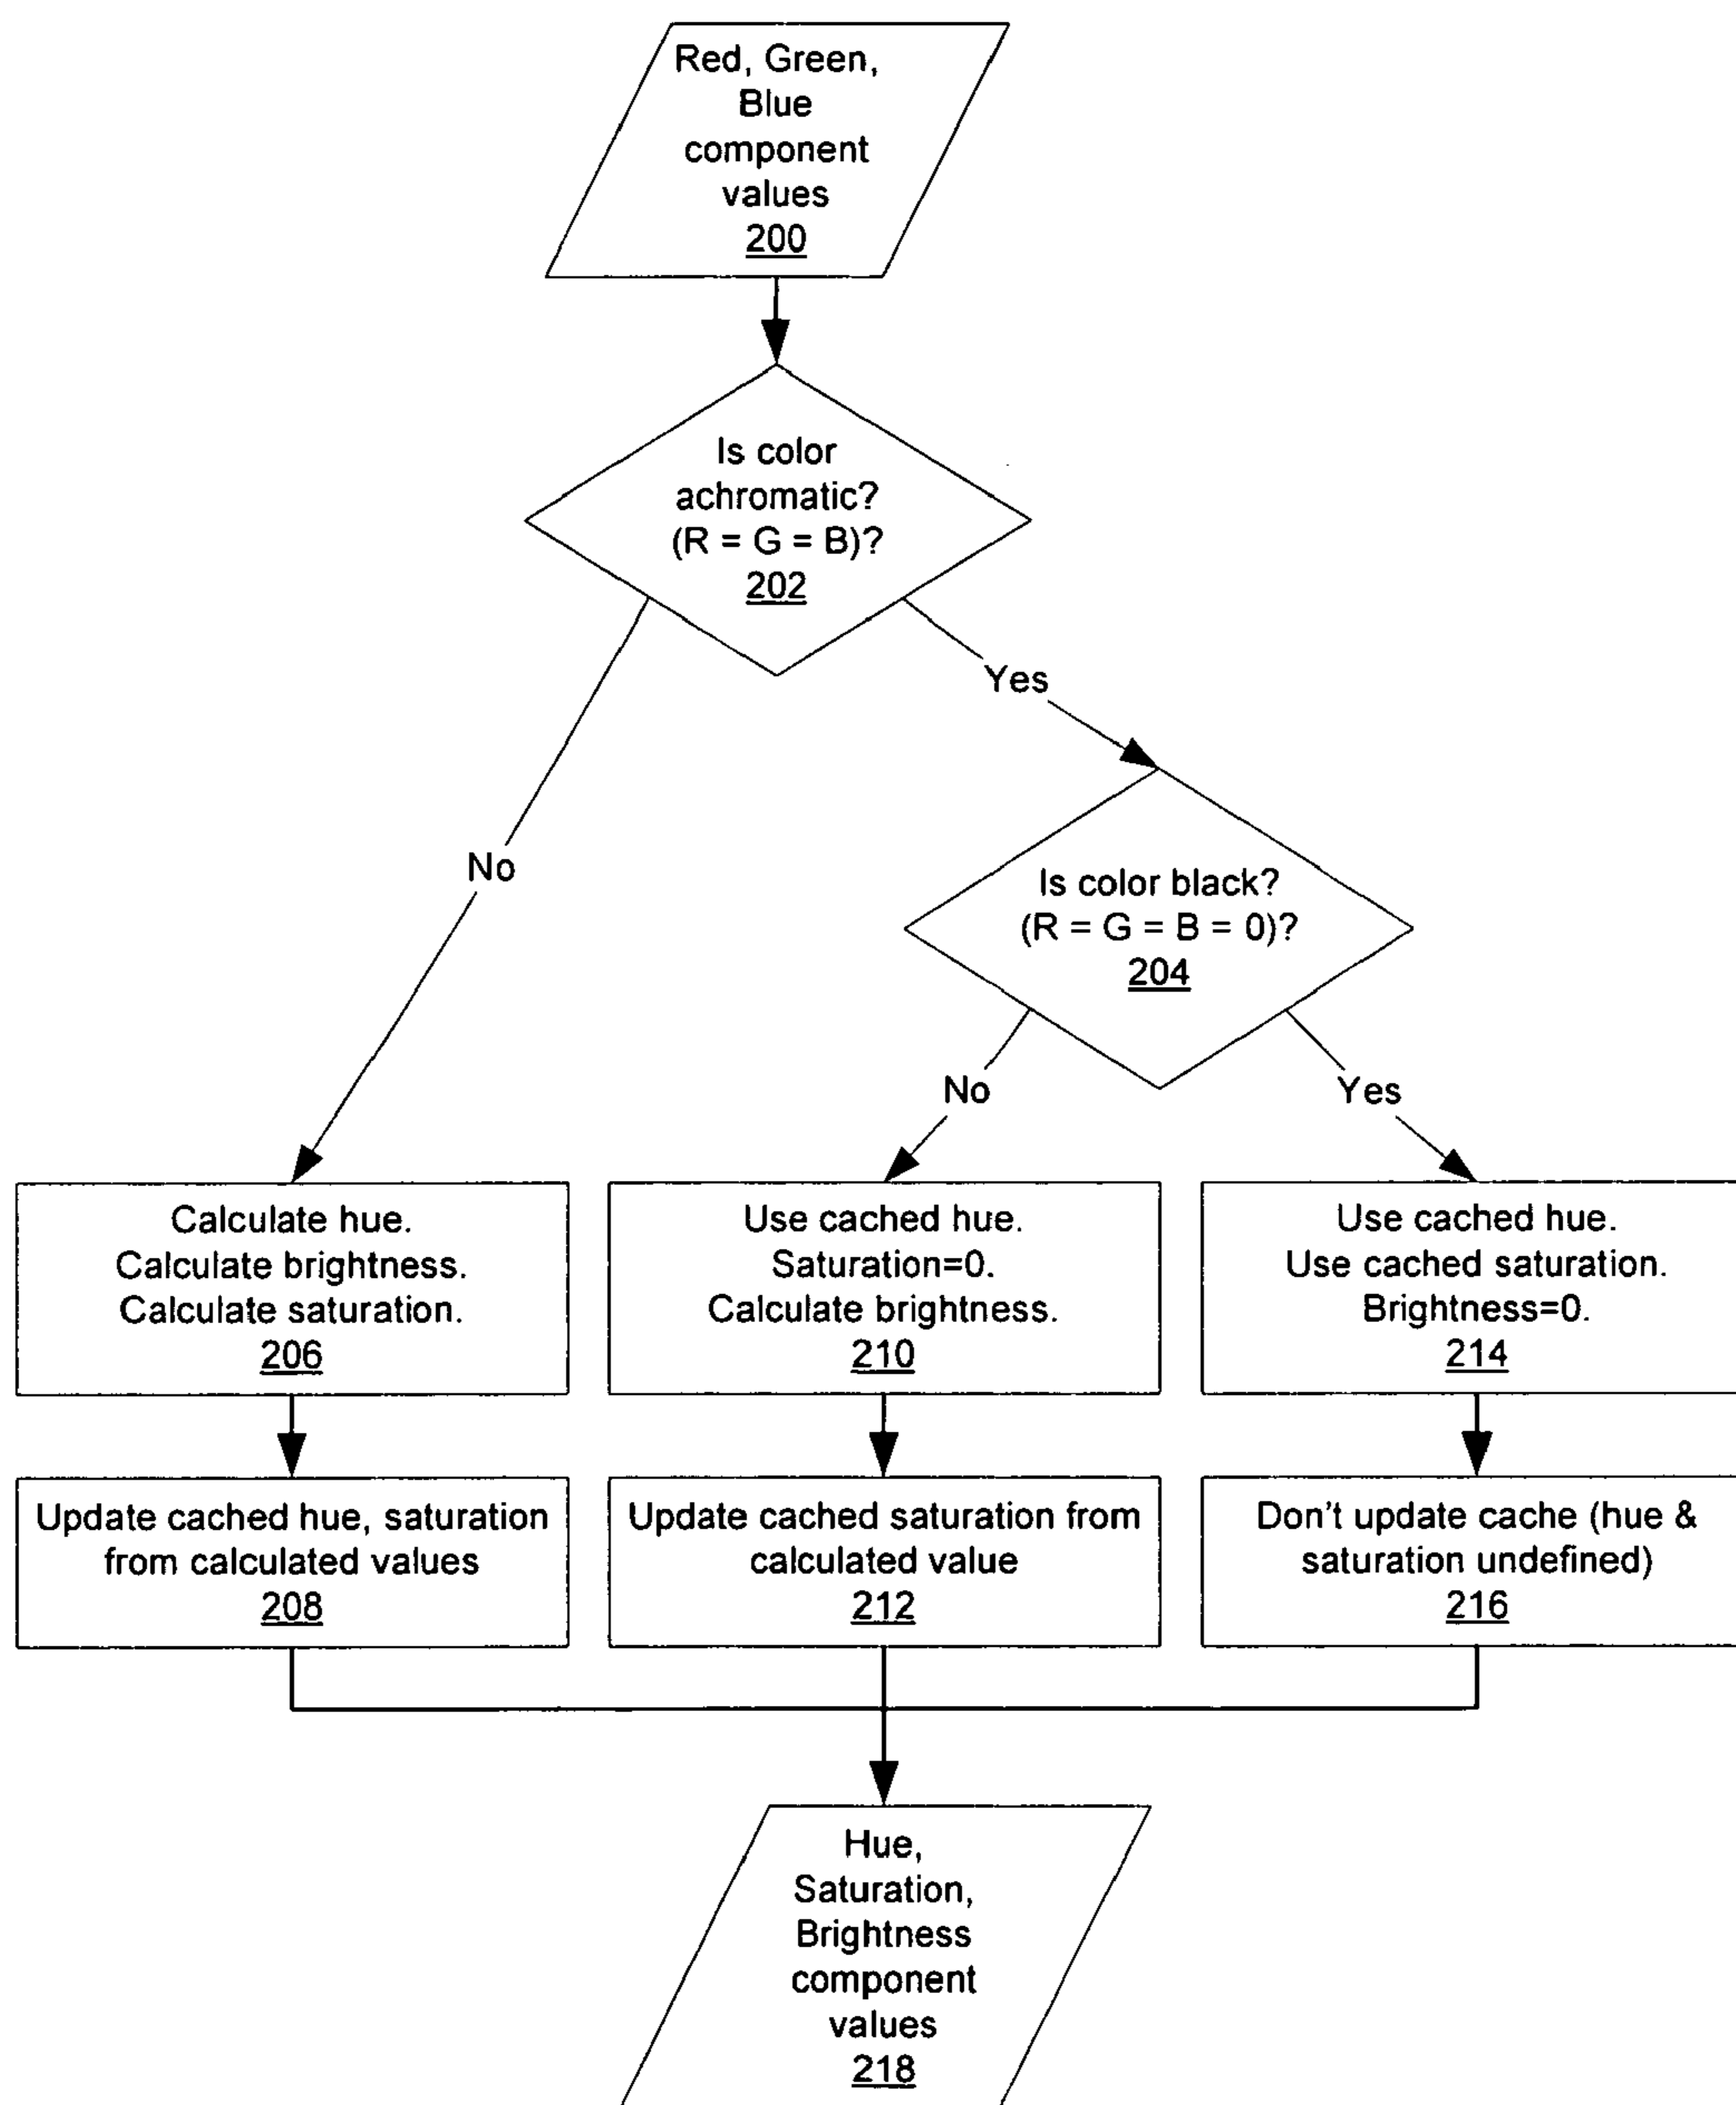 Red, Green,
Blue
component
values
200
Is color
achromatic?
(R = G = B)?
202
Yes
No
Is color black?
(R = G = B = 0)?
204
No
Yes
Calculate hue.
Calculate brightness.
Calculate saturation.
206
Use cached hue.
Saturation=0.
Calculate brightness.
210
Use cached hue.
Use cached saturation.
Brightness=0.
214
Update cached hue, saturation
from calculated values
208
Update cached saturation from
calculated value
212
Don't update cache (hue &
saturation undefined)
216
Hue,
Saturation,
Brightness
component
values
218